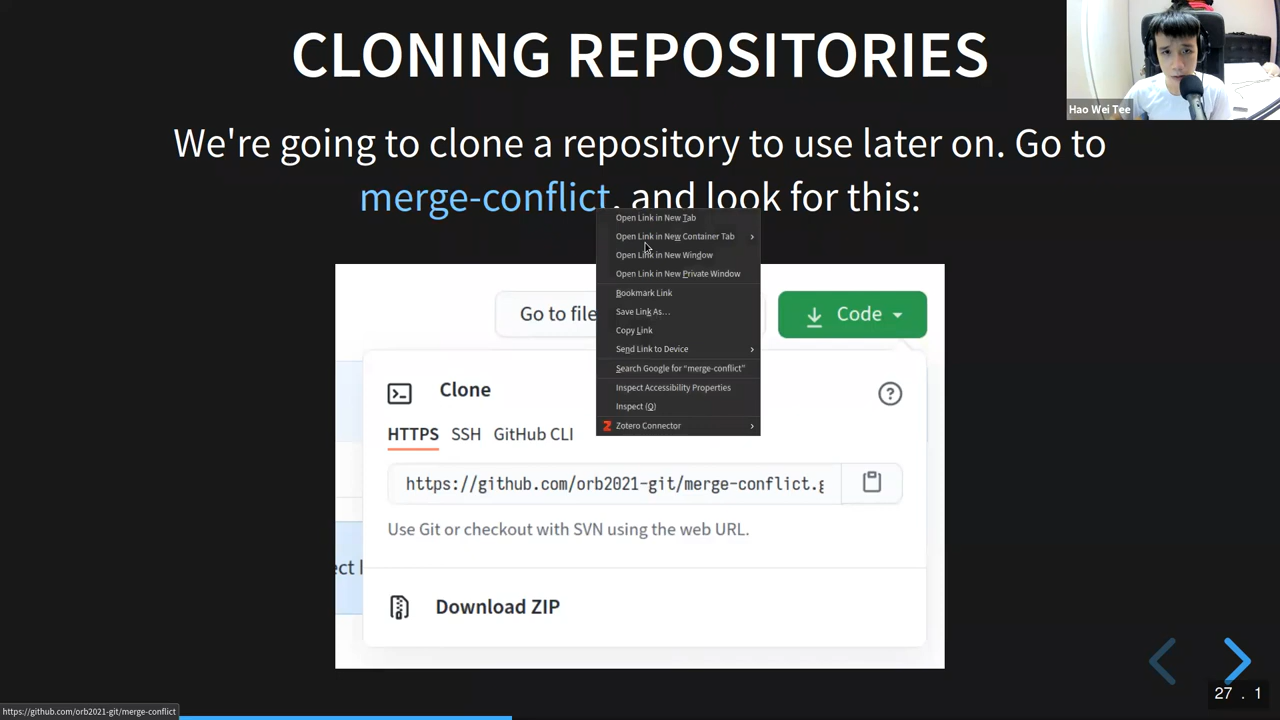 CLONING REPOSITORIES
Hao Wei Tee
We're going to clone a repository to use later on. Go to
merge-conflict, and look for this:
Open Link in New Tab
Open Link in New Container Tab
Open Link in New Window
Open Link in New Private Window
Bookmark Link
Save Link As…
Copy Link
Send Link to Device
Search Google for “merge-conflict”
Inspect Accessibility Properties
Inspect (Q)
Zotero Connector
Go to file
Code
Clone
HTTPS SSH GitHub CLI
https://github.com/orb2021-git/merge-conflict.g
Use Git or checkout with SVN using the web URL.
Download ZIP
27 . 1
https://github.com/orb2021-git/merge-conflict